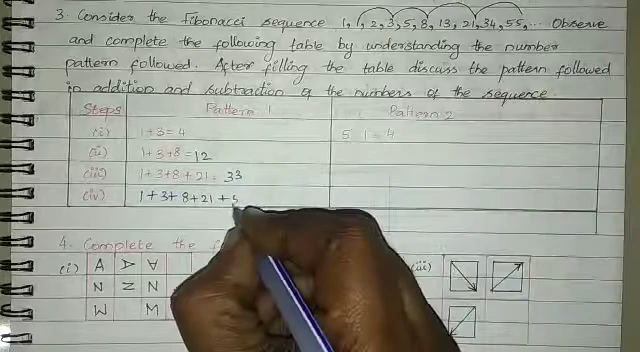 3. Consider the Fibonacci sequence 1, 1, 2, 3, 5, 8, 13, 21, 34, 55, ... Observe
and complete the following table by understanding the number
pattern followed. After filling the table discuss the pattern followed
in addition and subtraction of the numbers of the sequence.
Steps Pattern 1 Pattern 2
(i) 1+3=4 5 1 = 4
(ii) 1+3+8=12
(iii) 1+3+8+21=33
(iv) 1+3+8+21+5
4. Complete the
(i) A A A (iii)
N Z N
W M